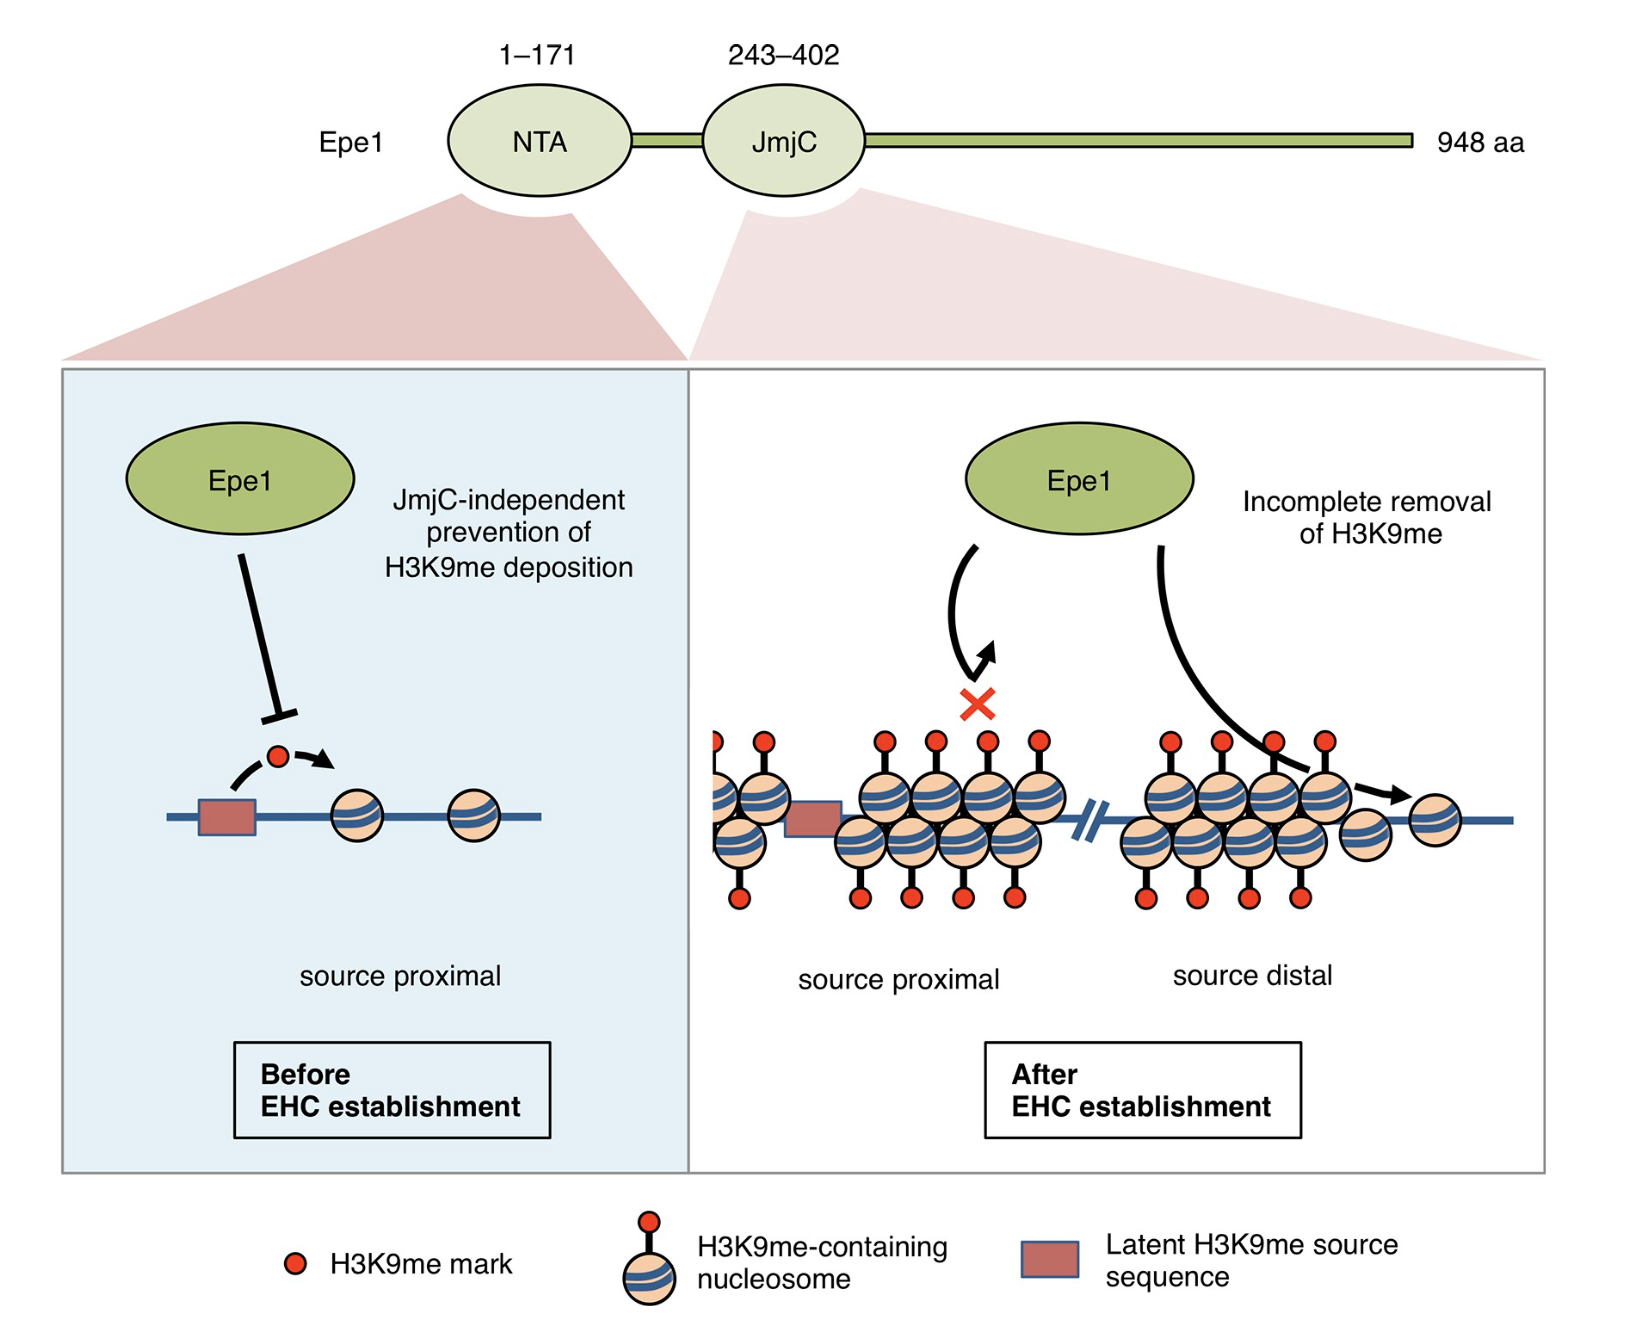 1–171
243–402
Epe1
NTA
JmjC
948 aa
Epe1
JmjC-independent
prevention of
H3K9me deposition
source proximal
Before
EHC establishment
Epe1
Incomplete removal
of H3K9me
source proximal
source distal
After
EHC establishment
H3K9me mark
H3K9me-containing
nucleosome
Latent H3K9me source
sequence